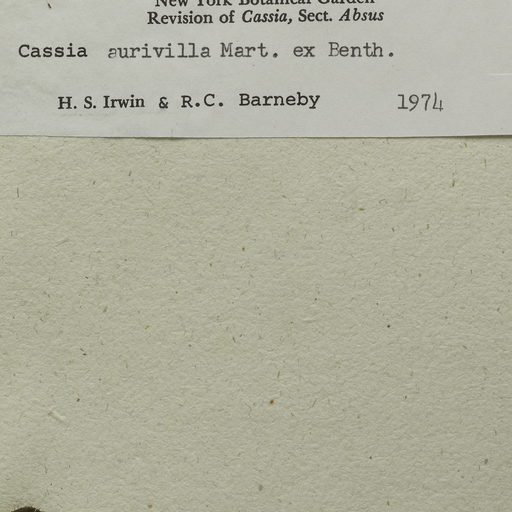 New York Botanical Garden
Revision of Cassia, Sect. Absus
Cassia aurivilla Mart. ex Benth.
H. S. Irwin & R.C. Barneby 1974